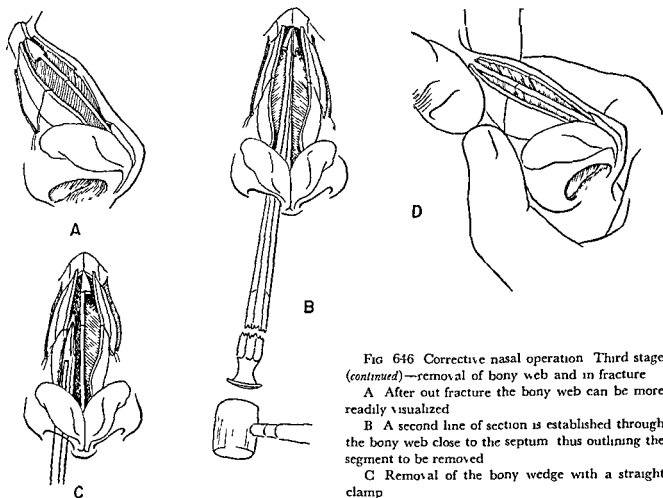 A
B
C
D
FIG 646 Corrective nasal operation Third stage
(continued)—removal of bony web and in fracture
A After out fracture the bony web can be more
readily visualized
B A second line of section is established through
the bony web close to the septum thus outlining the
segment to be removed
C Removal of the bony wedge with a straight
clamp